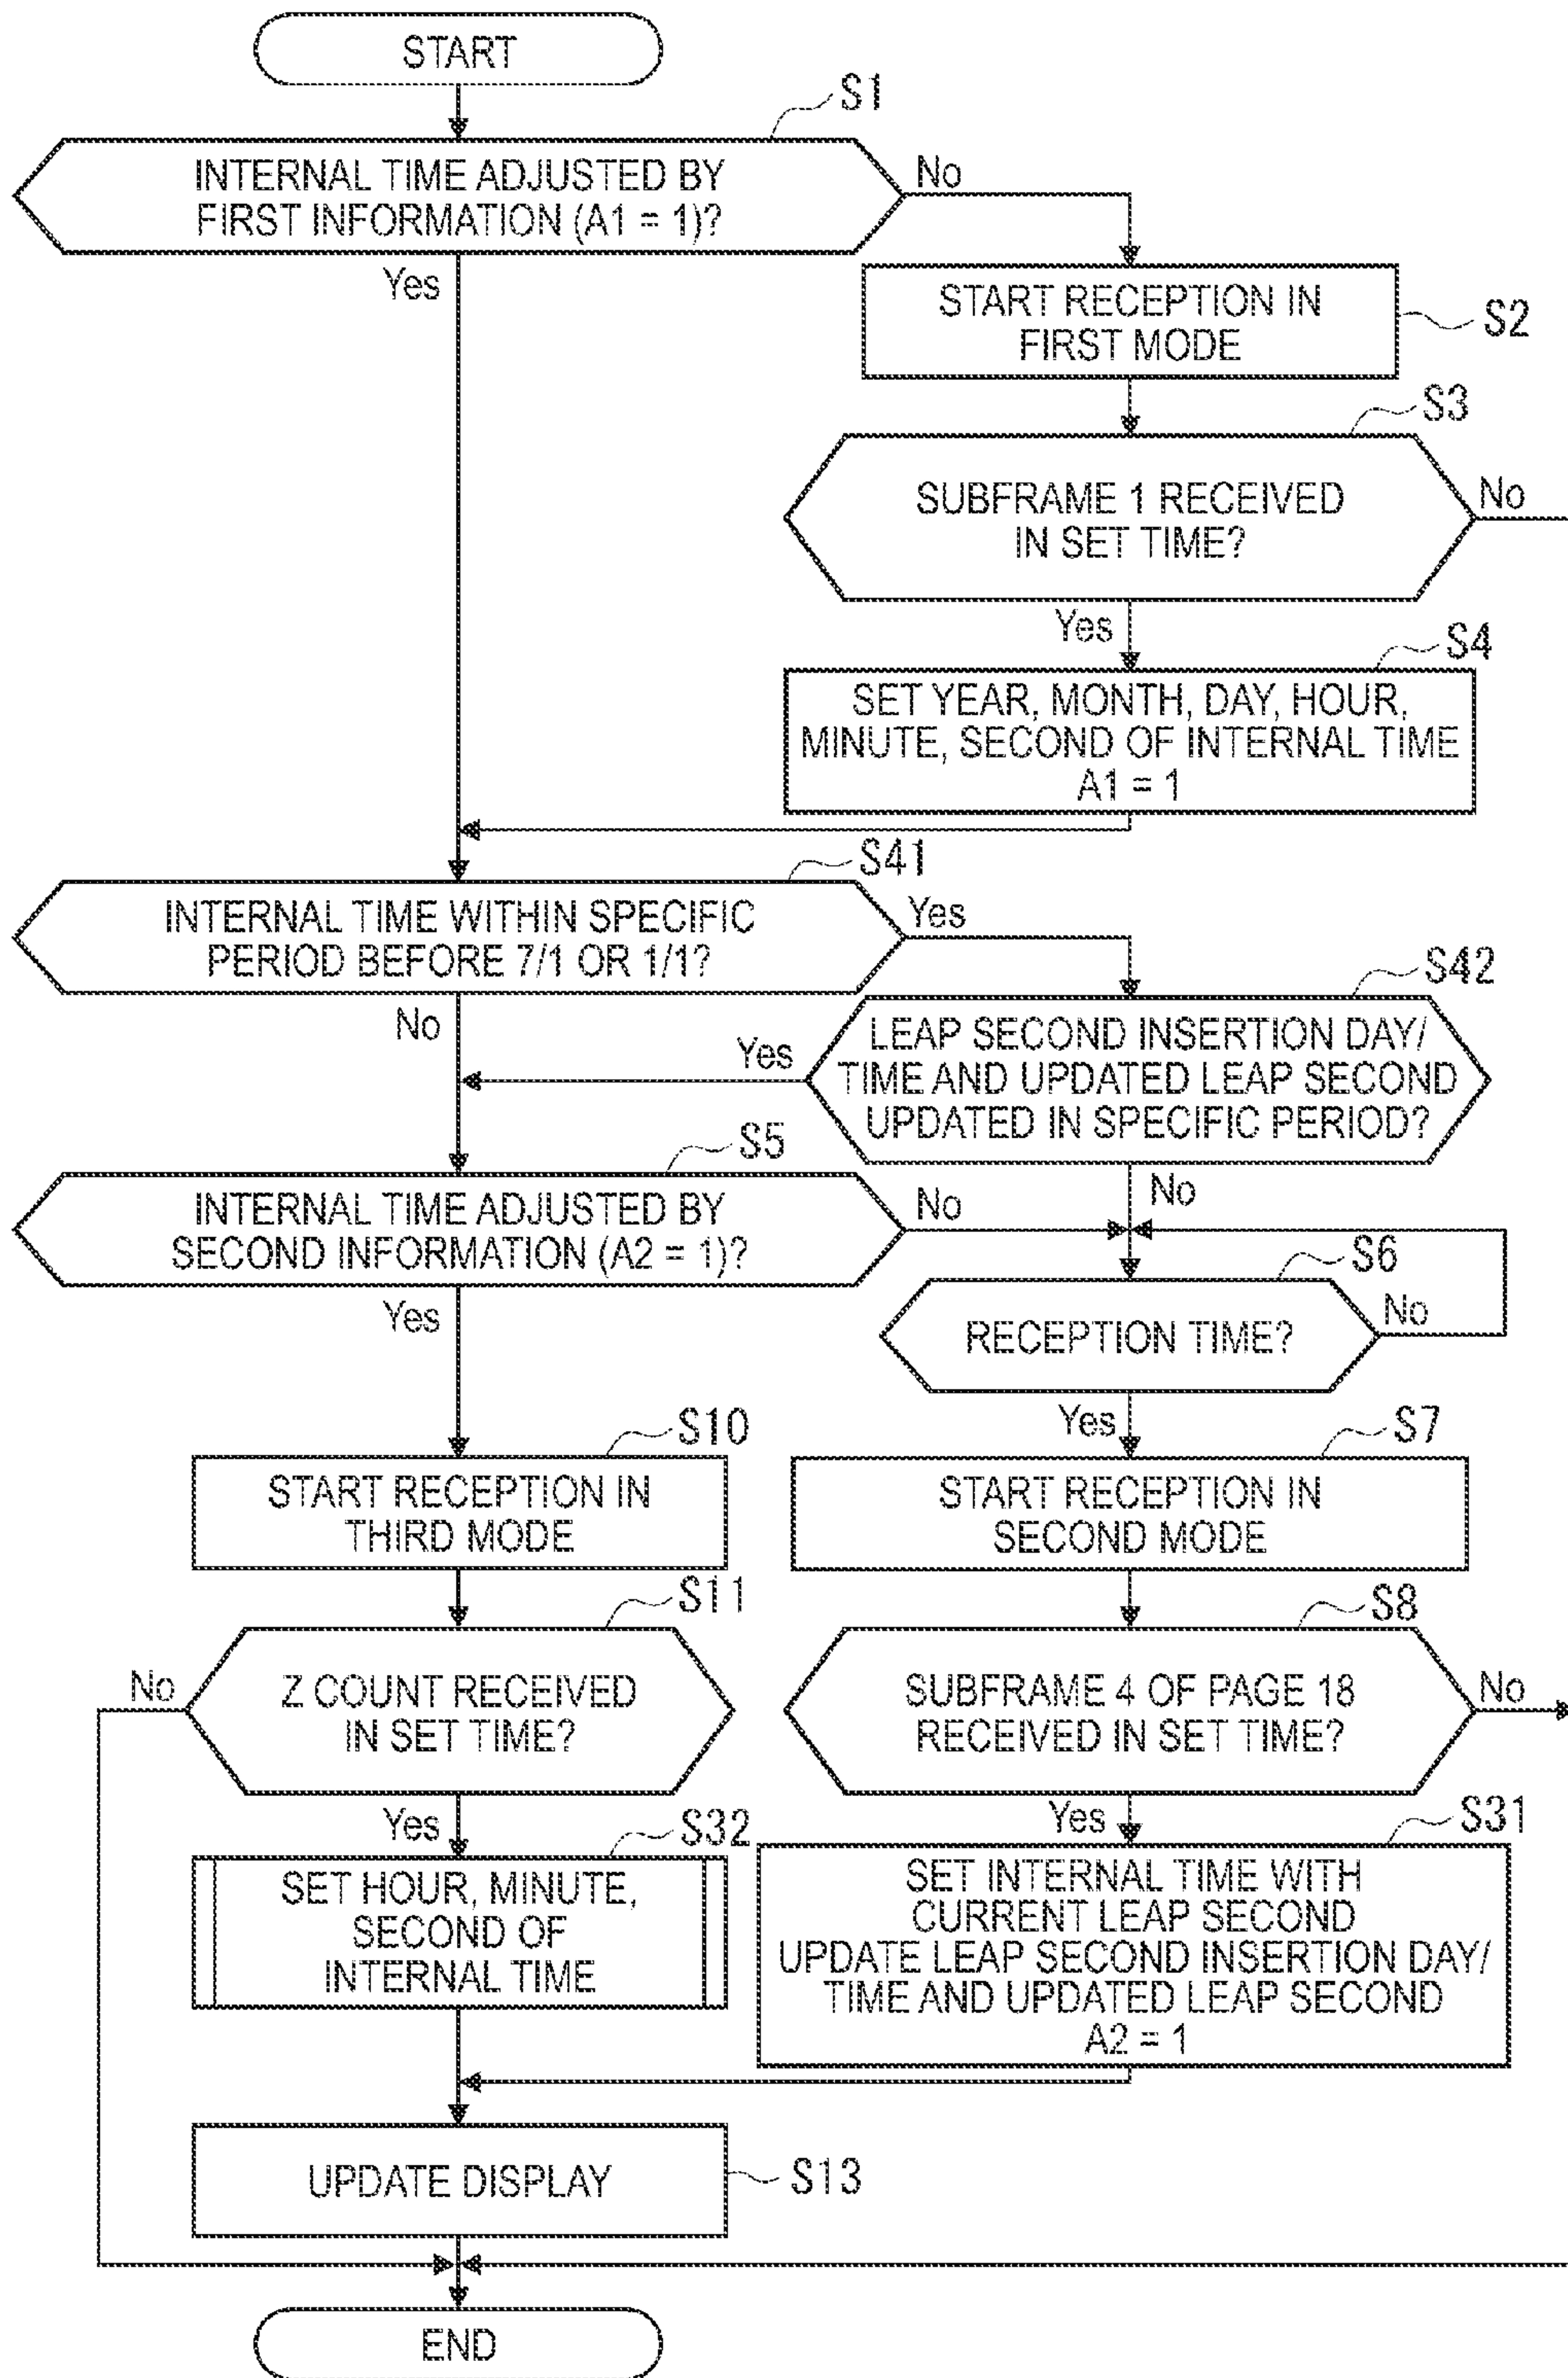 START
S1
INTERNAL TIME ADJUSTED BY
FIRST INFORMATION (A1 = 1)?
No
Yes
START RECEPTION IN
FIRST MODE
S2
S3
SUBFRAME 1 RECEIVED
IN SET TIME?
No
Yes
S4
SET YEAR, MONTH, DAY, HOUR,
MINUTE, SECOND OF INTERNAL TIME
A1 = 1
S41
INTERNAL TIME WITHIN SPECIFIC
PERIOD BEFORE 7/1 OR 1/1?
Yes
No
S42
LEAP SECOND INSERTION DAY/
TIME AND UPDATED LEAP SECOND
UPDATED IN SPECIFIC PERIOD?
Yes
No
S5
INTERNAL TIME ADJUSTED BY
SECOND INFORMATION (A2 = 1)?
No
Yes
S6
RECEPTION TIME?
No
Yes
S10
START RECEPTION IN
THIRD MODE
S7
START RECEPTION IN
SECOND MODE
S11
Z COUNT RECEIVED
IN SET TIME?
No
Yes
S8
SUBFRAME 4 OF PAGE 18
RECEIVED IN SET TIME?
No
Yes
S32
SET HOUR, MINUTE,
SECOND OF
INTERNAL TIME
S31
SET INTERNAL TIME WITH
CURRENT LEAP SECOND
UPDATE LEAP SECOND INSERTION DAY/
TIME AND UPDATED LEAP SECOND
A2 = 1
UPDATE DISPLAY
S13
END